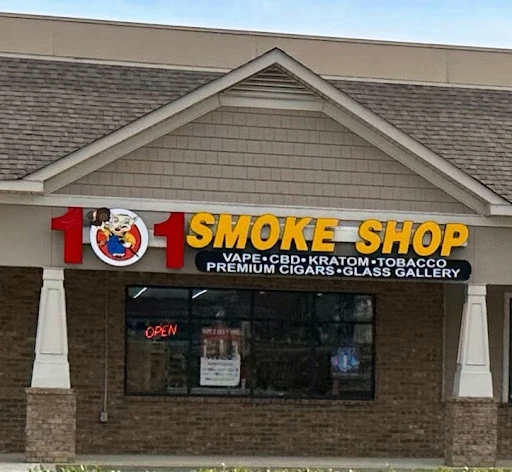 101 SMOKE SHOP
VAPE•CBD•KRATOM•TOBACCO
PREMIUM CIGARS•GLASS GALLERY
OPEN